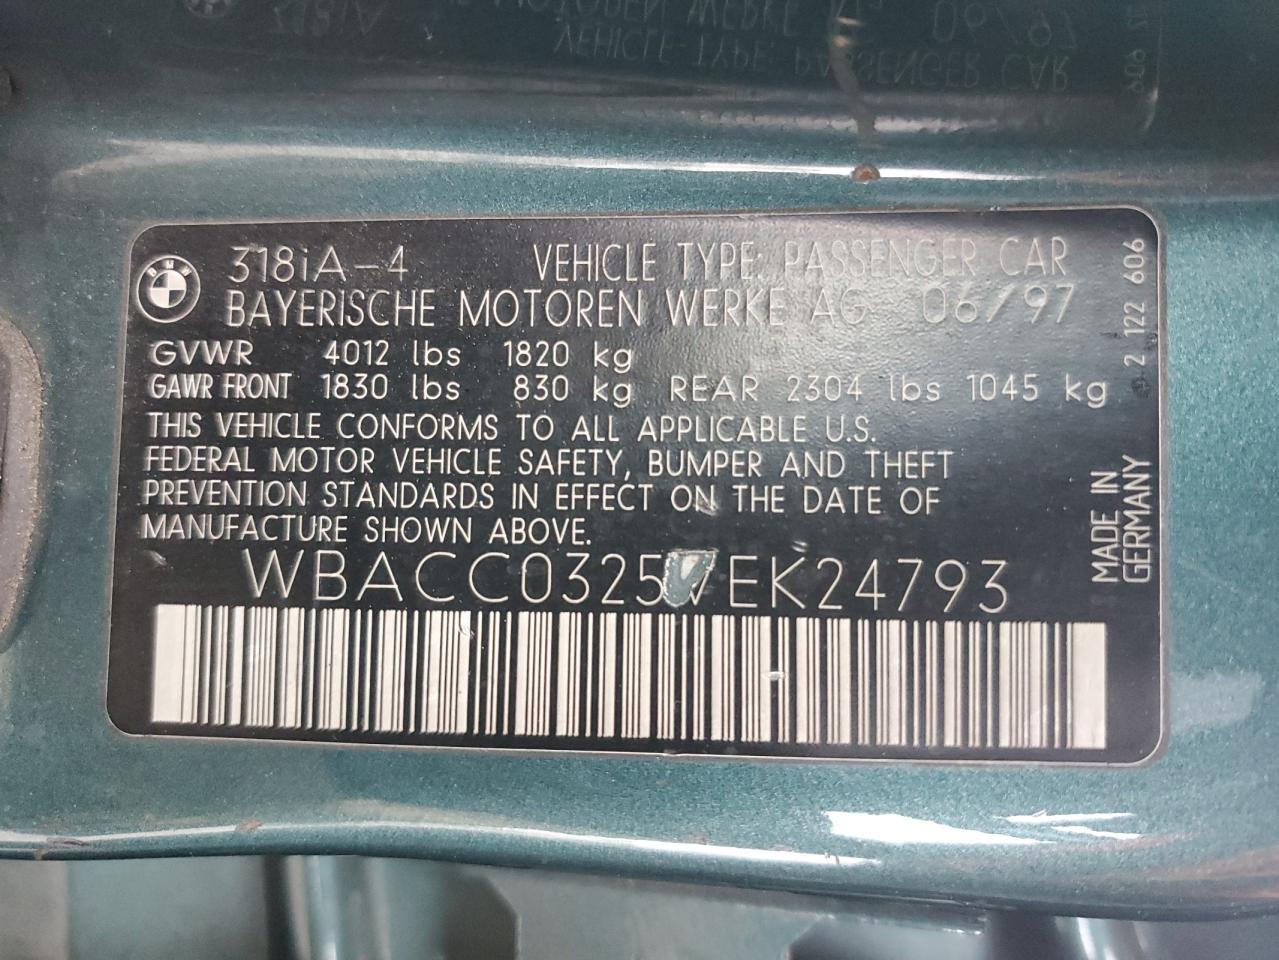 318iA-4 VEHICLE TYPE: PASSENGER CAR
BAYERISCHE MOTOREN WERKE AG 06/97
GVWR 4012 lbs 1820 kg
GAWR FRONT 1830 lbs 830 kg REAR 2304 lbs 1045 kg
THIS VEHICLE CONFORMS TO ALL APPLICABLE U.S.
FEDERAL MOTOR VEHICLE SAFETY, BUMPER AND THEFT
PREVENTION STANDARDS IN EFFECT ON THE DATE OF
MANUFACTURE SHOWN ABOVE.
WBACC0325VEK24793
2 122 606
MADE IN
GERMANY
BMW